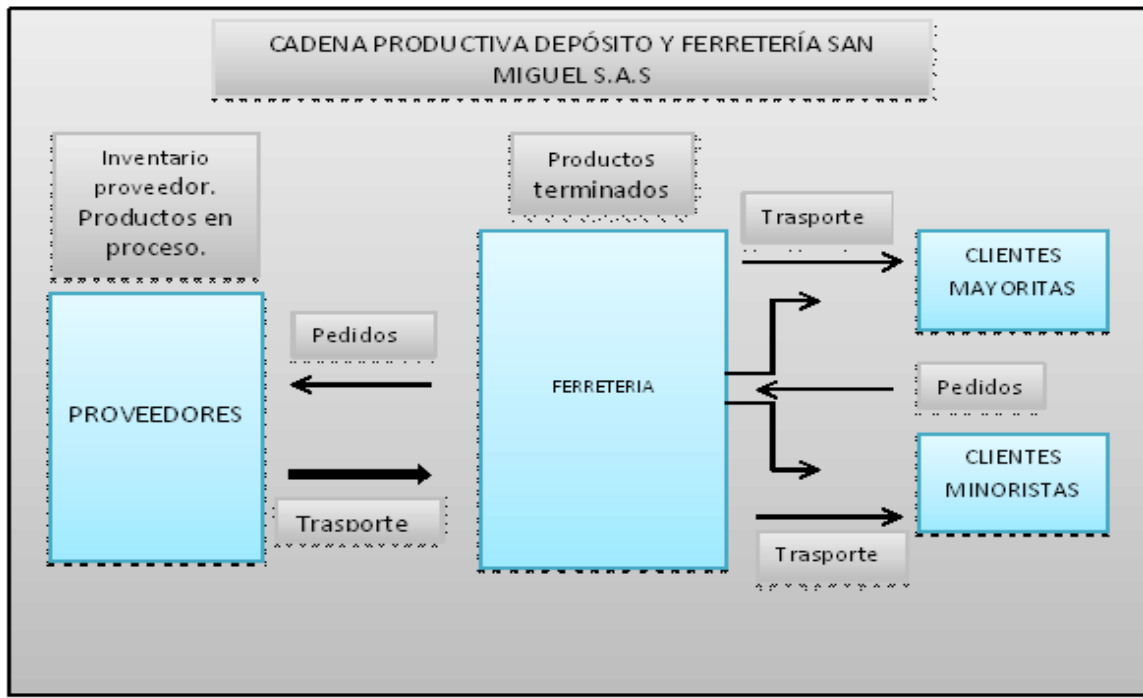 CADENA PRODUCTIVA DEPÓSITO Y FERRETERÍA SAN
MIGUEL S.A.S
Inventario
proveedor.
Productos en
proceso.
Productos
terminados
Trasporte
CLIENTES
MAYORITAS
Pedidos
PROVEEDORES
FERRETERIA
Pedidos
Trasporte
CLIENTES
MINORISTAS
Trasporte